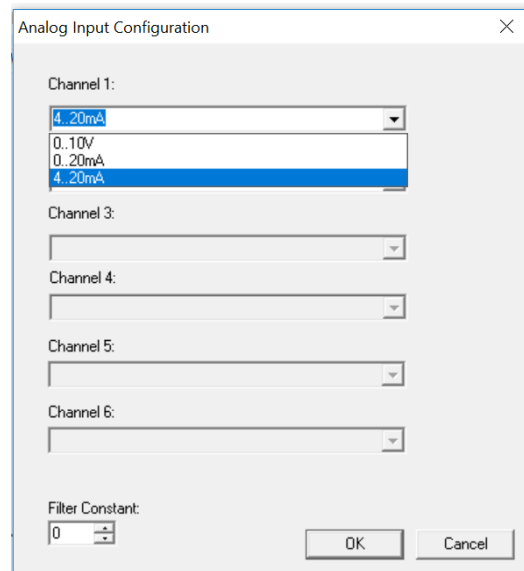 Analog Input Configuration
Channel 1:
4..20mA
0..10V
0..20mA
4..20mA
Channel 3:
Channel 4:
Channel 5:
Channel 6:
Filter Constant:
0
OK
Cancel